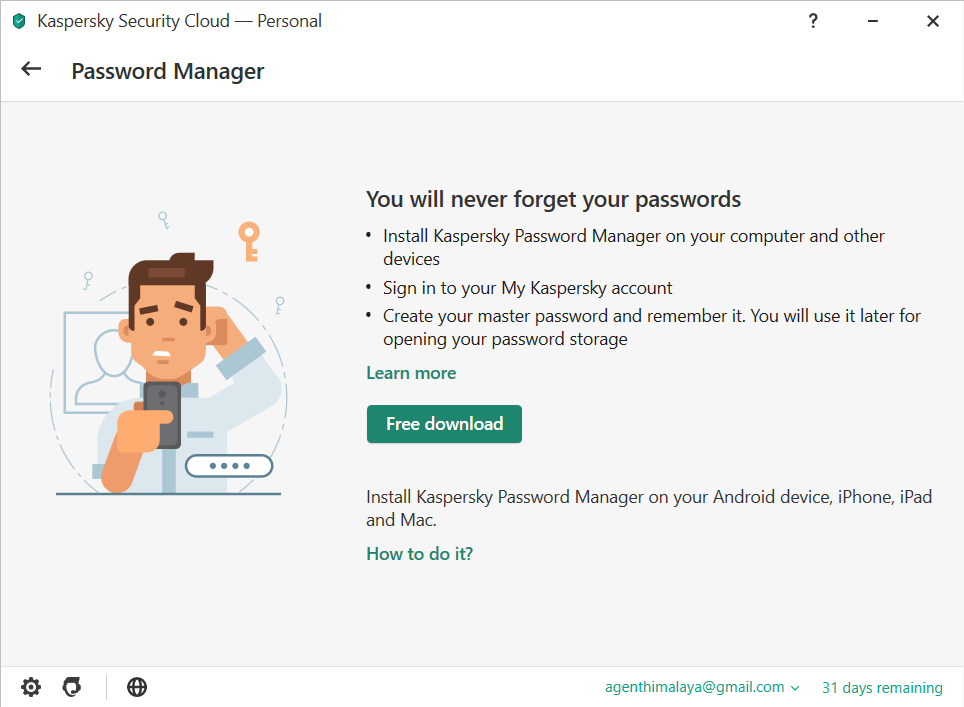 Kaspersky Security Cloud — Personal
?
Password Manager
You will never forget your passwords
• Install Kaspersky Password Manager on your computer and other
devices
• Sign in to your My Kaspersky account
• Create your master password and remember it. You will use it later for
opening your password storage
Learn more
Free download
Install Kaspersky Password Manager on your Android device, iPhone, iPad
and Mac.
How to do it?
agenthimalaya@gmail.com
31 days remaining